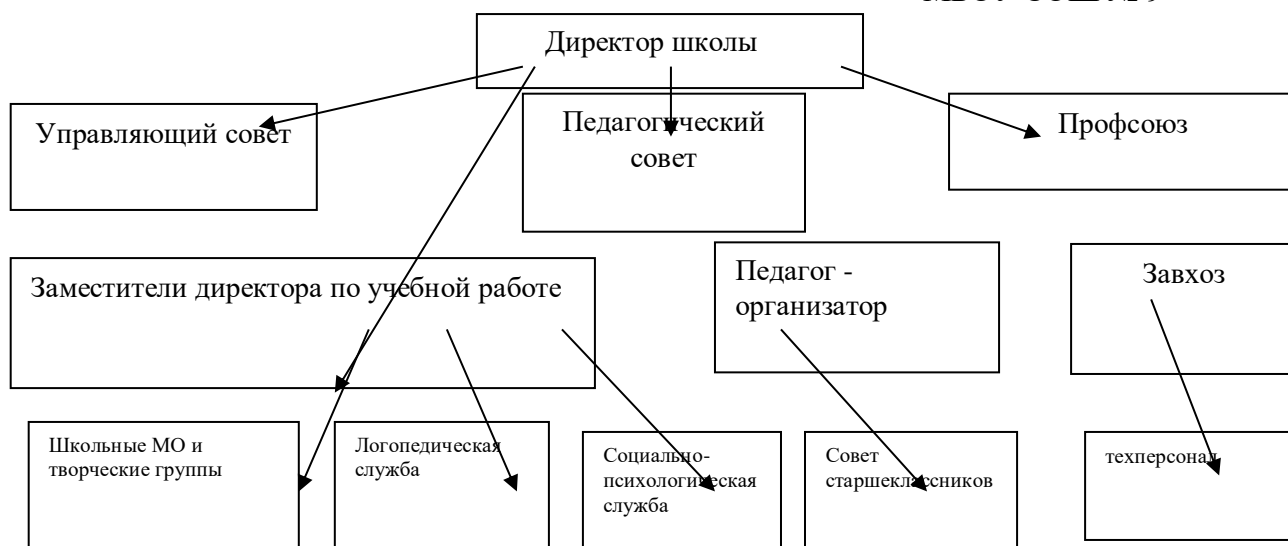 Директор школы
Управляющий совет
Педагогический
совет
Профсоюз
Заместители директора по учебной работе
Педагог -
организатор
Завхоз
Школьные МО и
творческие группы
Логопедическая
служба
Социально-
психологическая
служба
Совет
старшеклассников
техперсонал